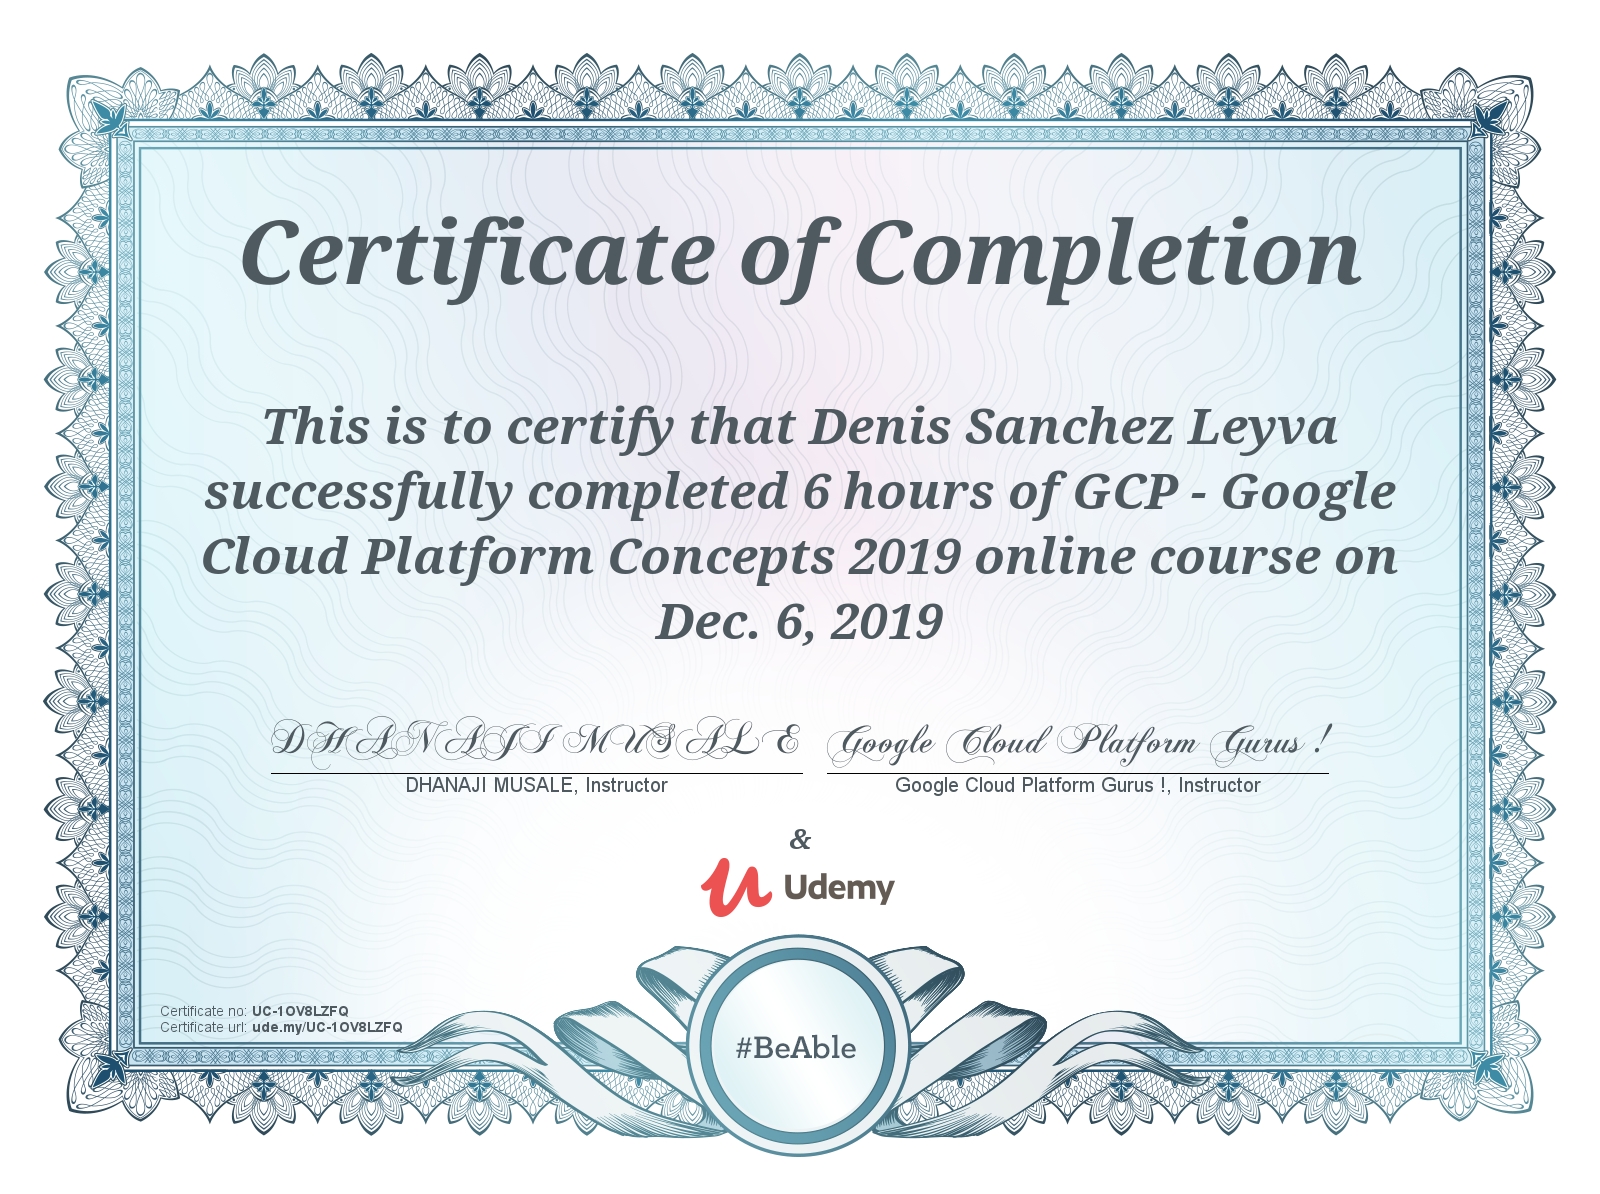 Certificate of Completion
This is to certify that Denis Sanchez Leyva
successfully completed 6 hours of GCP - Google
Cloud Platform Concepts 2019 online course on
Dec. 6, 2019
DHANAJI MUSALE Google Cloud Platform Gurus !
DHANAJI MUSALE, Instructor Google Cloud Platform Gurus !, Instructor
&
Udemy
Certificate no: UC-1OV8LZFQ
Certificate url: ude.my/UC-1OV8LZFQ
#BeAble